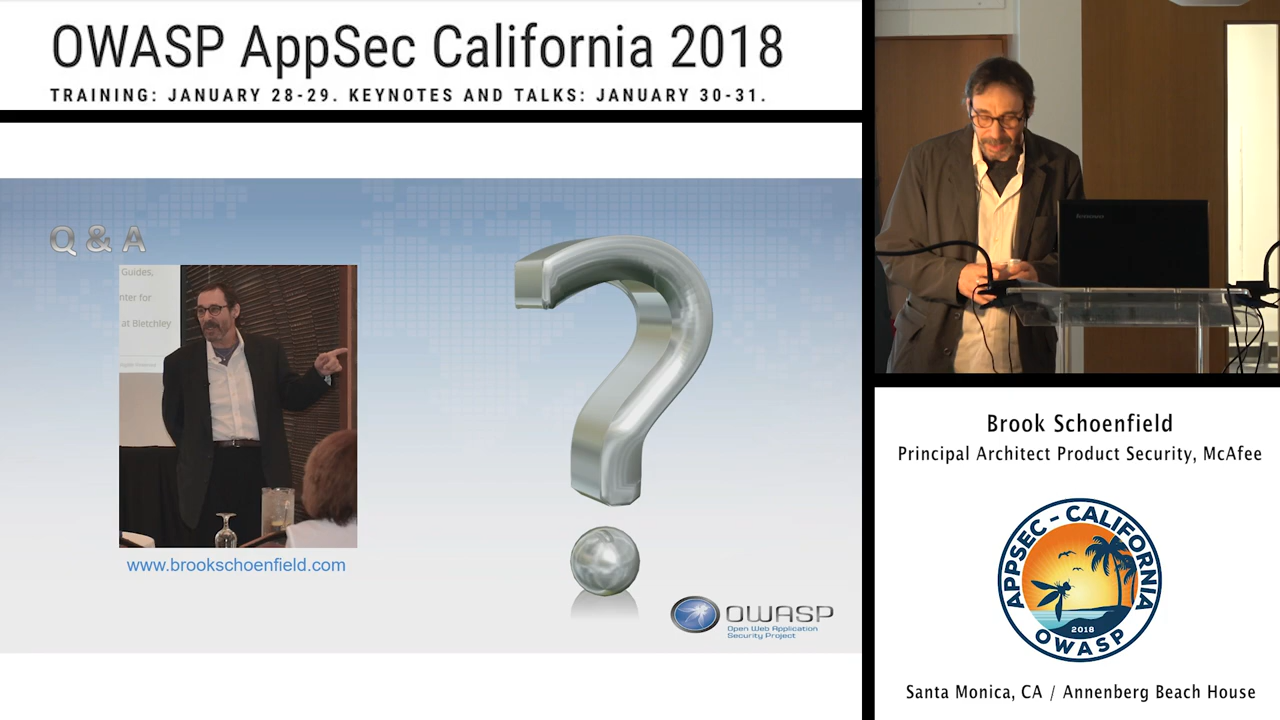 OWASP AppSec California 2018
TRAINING: JANUARY 28-29. KEYNOTES AND TALKS: JANUARY 30-31.
Q & A
Guides,
nter for
at Bletchley
www.brookschoenfield.com
OWASP
Open Web Application
Security Project
lenovo
Brook Schoenfield
Principal Architect Product Security, McAfee
APPSEC - CALIFORNIA
2018
OWASP
Santa Monica, CA / Annenberg Beach House